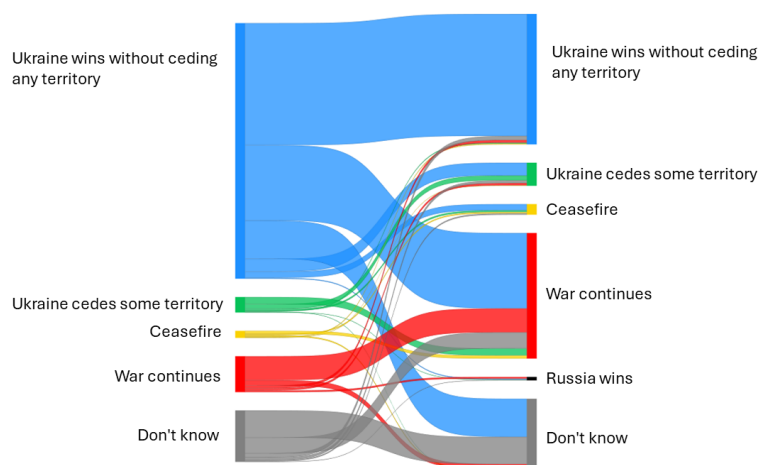 Ukraine wins without ceding
any territory
Ukraine cedes some territory
Ceasefire
War continues
Don't know
Ukraine wins without ceding
any territory
Ukraine cedes some territory
Ceasefire
War continues
Russia wins
Don't know